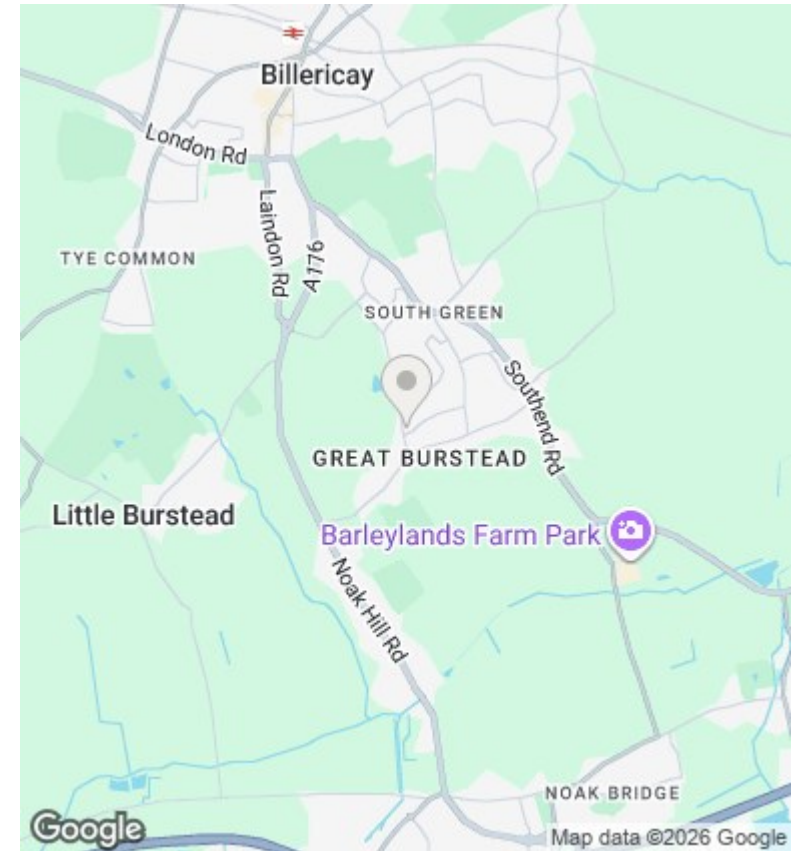 Billericay
London Rd
Laindon Rd
A176
TYE COMMON
SOUTH GREEN
Southend Rd
GREAT BURSTEAD
Little Burstead
Barleylands Farm Park
Noak Hill Rd
NOAK BRIDGE
Google
Map data ©2026 Google